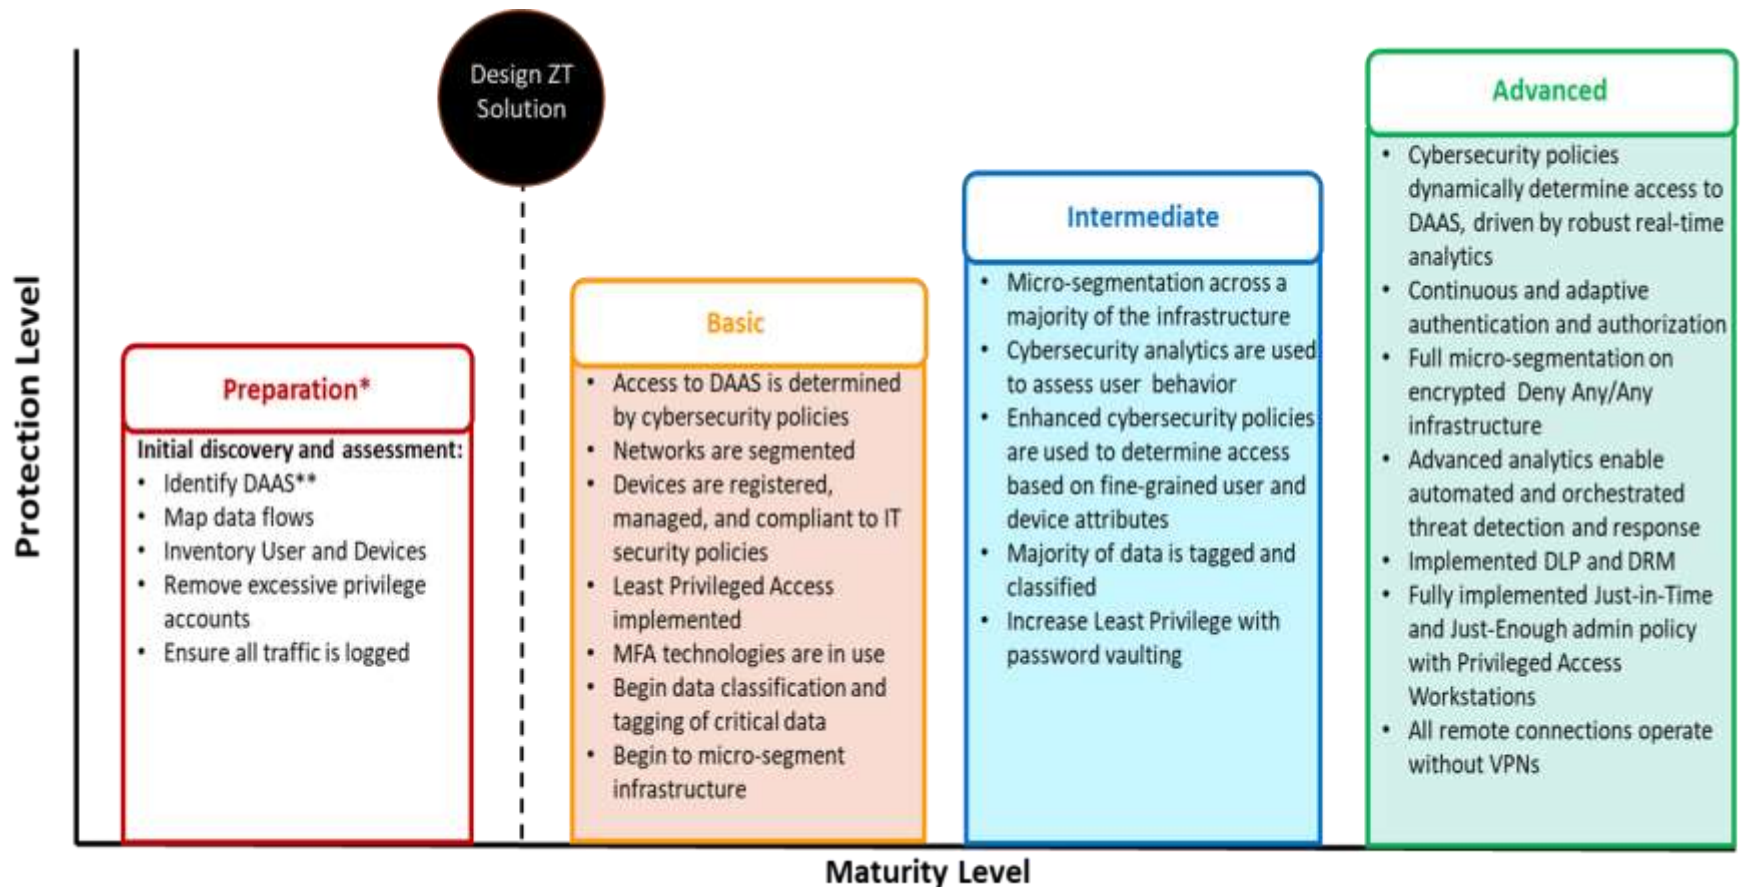 Design ZT
Solution
Protection Level
Preparation*
Initial discovery and assessment:
• Identify DAAS**
• Map data flows
• Inventory User and Devices
• Remove excessive privilege
accounts
• Ensure all traffic is logged
Basic
• Access to DAAS is determined
by cybersecurity policies
• Networks are segmented
• Devices are registered,
managed, and compliant to IT
security policies
• Least Privileged Access
implemented
• MFA technologies are in use
• Begin data classification and
tagging of critical data
• Begin to micro-segment
infrastructure
Intermediate
• Micro-segmentation across a
majority of the infrastructure
• Cybersecurity analytics are used
to assess user behavior
• Enhanced cybersecurity policies
are used to determine access
based on fine-grained user and
device attributes
• Majority of data is tagged and
classified
• Increase Least Privilege with
password vaulting
Advanced
• Cybersecurity policies
dynamically determine access to
DAAS, driven by robust real-time
analytics
• Continuous and adaptive
authentication and authorization
• Full micro-segmentation on
encrypted Deny Any/Any
infrastructure
• Advanced analytics enable
automated and orchestrated
threat detection and response
• Implemented DLP and DRM
• Fully implemented Just-in-Time
and Just-Enough admin policy
with Privileged Access
Workstations
• All remote connections operate
without VPNs
Maturity Level